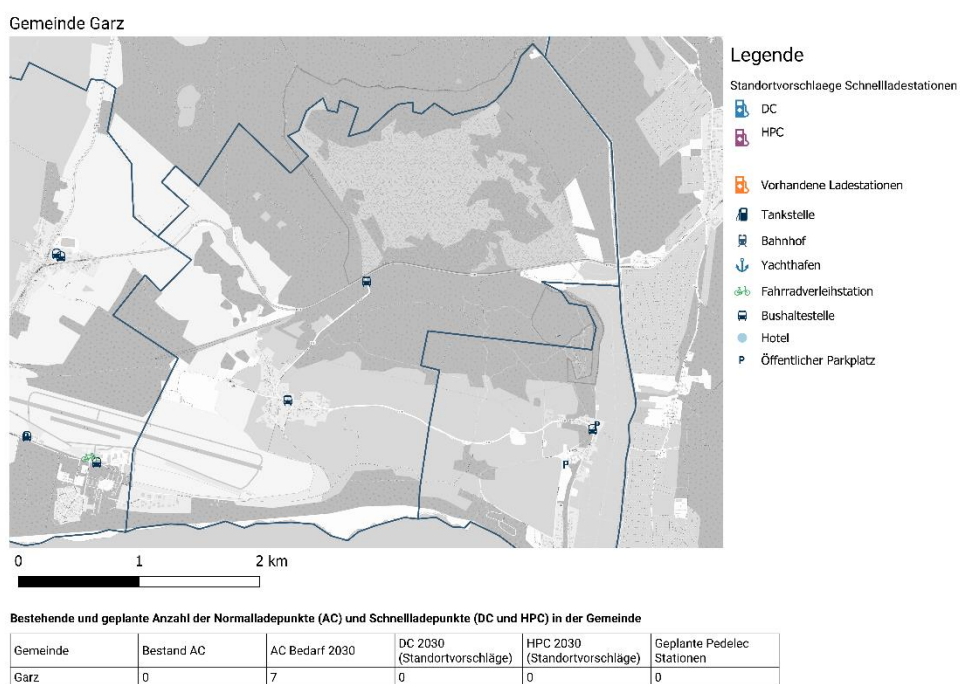 Gemeinde Garz
Legende
Standortvorschlaege Schnellladestationen
DC
HPC
Vorhandene Ladestationen
Tankstelle
Bahnhof
Yachthafen
Fahrradverleihstation
Bushaltestelle
Hotel
P Öffentlicher Parkplatz
P
P
0 1 2 km
Bestehende und geplante Anzahl der Normalladepunkte (AC) und Schnellladepunkte (DC und HPC) in der Gemeinde
Gemeinde Bestand AC AC Bedarf 2030 DC 2030 (Standortvorschläge) HPC 2030 (Standortvorschläge) Geplante Pedelec Stationen
Garz 0 7 0 0 0